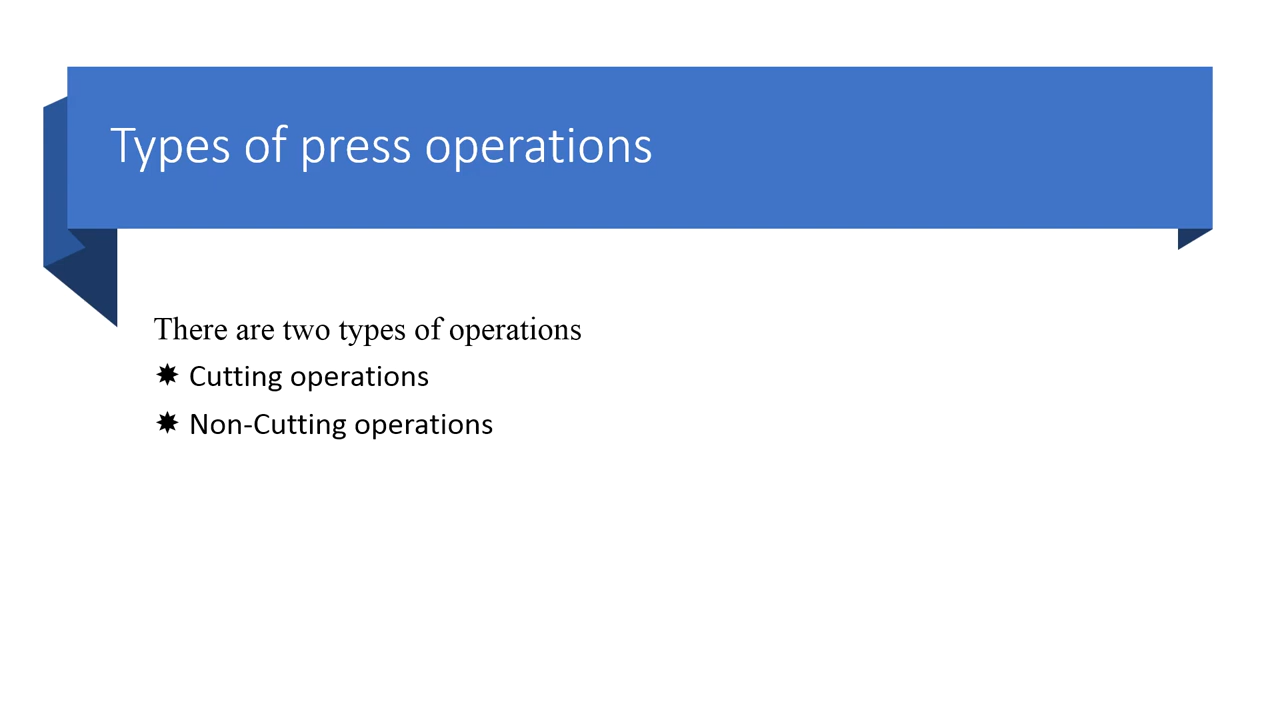 Types of press operations
There are two types of operations
✸ Cutting operations
✸ Non-Cutting operations